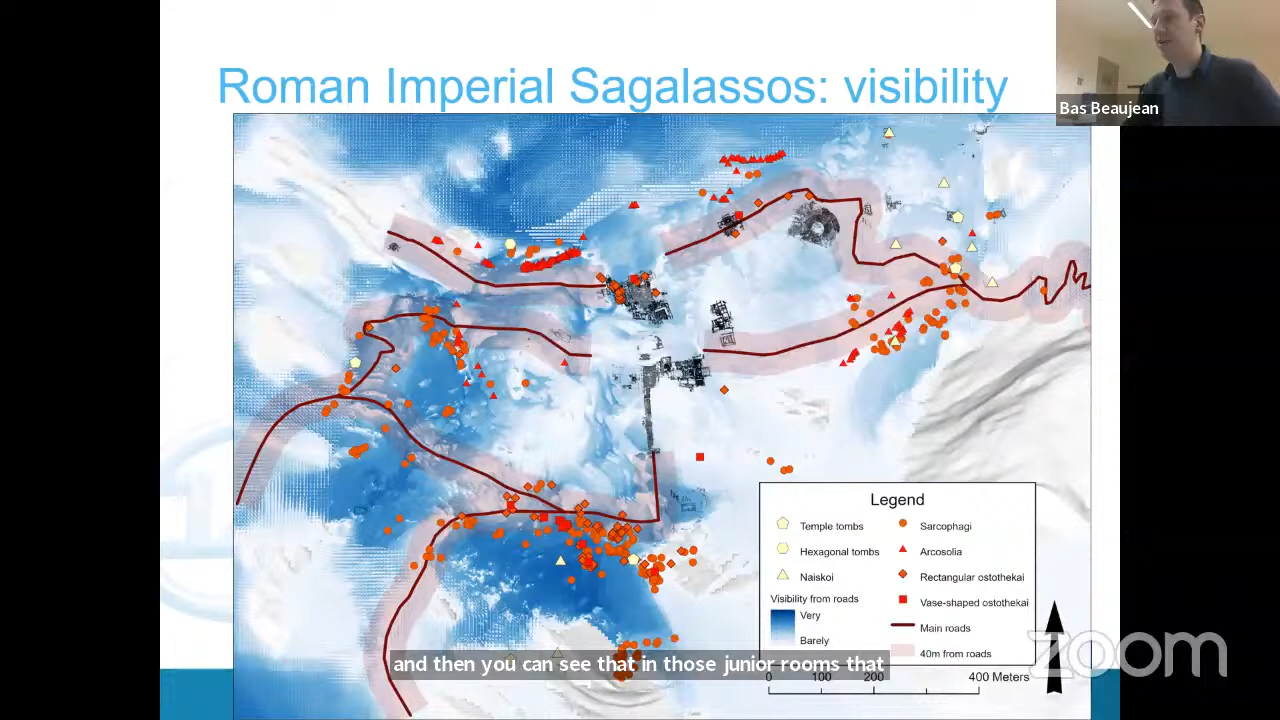 Roman Imperial Sagalassos: visibility
Bas Beaujean
Legend
Temple tombs
Hexagonal tombs
Naiskoi
Visibility from roads
Very
Barely
Sarcophagi
Arcosolia
Rectangular ostothekai
Vase-shaped ostothekai
Main roads
40m from roads
0 100 200 400 Meters
and then you can see that in those junior rooms that
zoom